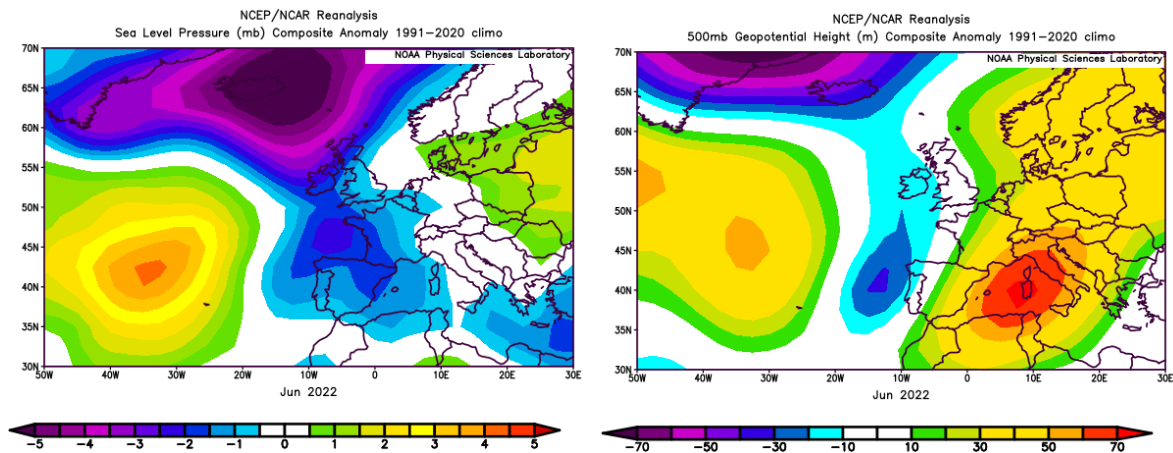 NCEP/NCAR Reanalysis
Sea Level Pressure (mb) Composite Anomaly 1991−2020 climo
NOAA Physical Sciences Laboratory
70N
65N
60N
55N
50N
45N
40N
35N
30N
50W
40W
30W
20W
10W
0
10E
20E
30E
Jun 2022
−5
−4
−3
−2
−1
0
1
2
3
4
5
NCEP/NCAR Reanalysis
500mb Geopotential Height (m) Composite Anomaly 1991−2020 climo
NOAA Physical Sciences Laboratory
70N
65N
60N
55N
50N
45N
40N
35N
30N
50W
40W
30W
20W
10W
0
10E
20E
30E
Jun 2022
−70
−50
−30
−10
10
30
50
70